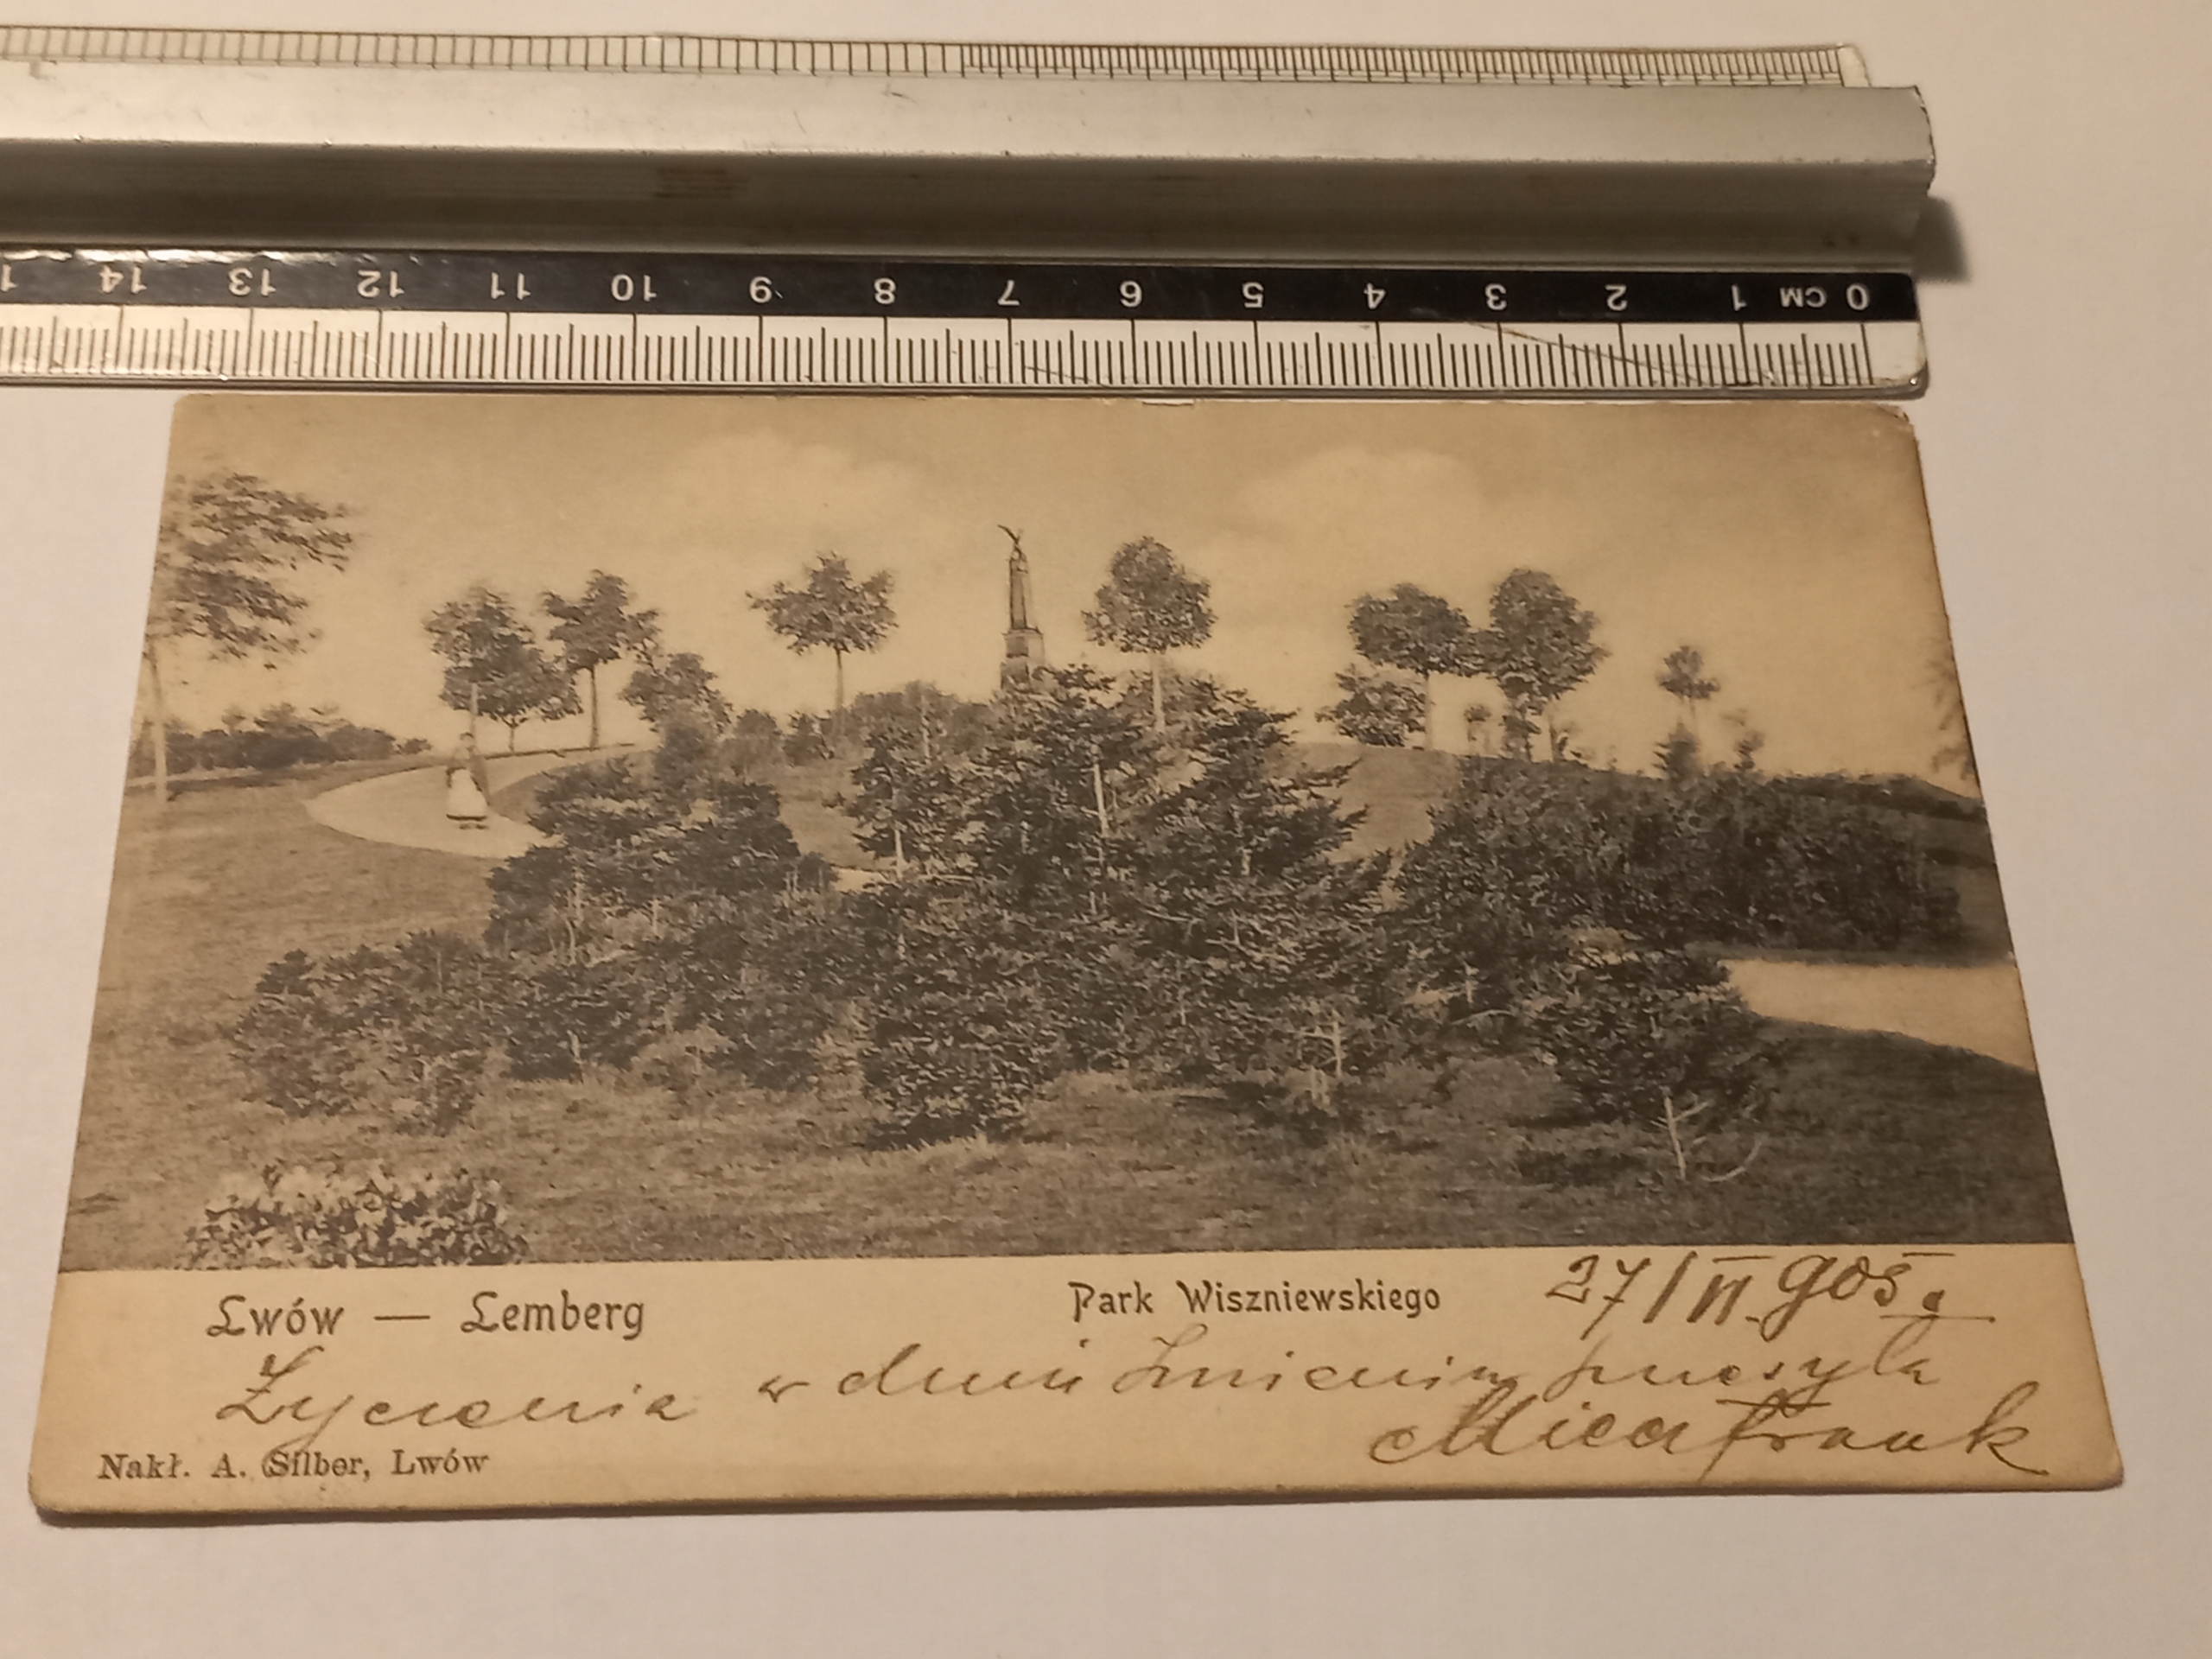 0 CM 1 2 3 4 5 6 7 8 9 10 11 12 13 14 1
Lwów — Lemberg
Park Wiszniewskiego
27/VI. 905.
Życzenia w dniu Imienin przesyła
Mica Frank
Nakł. A. Silber, Lwów